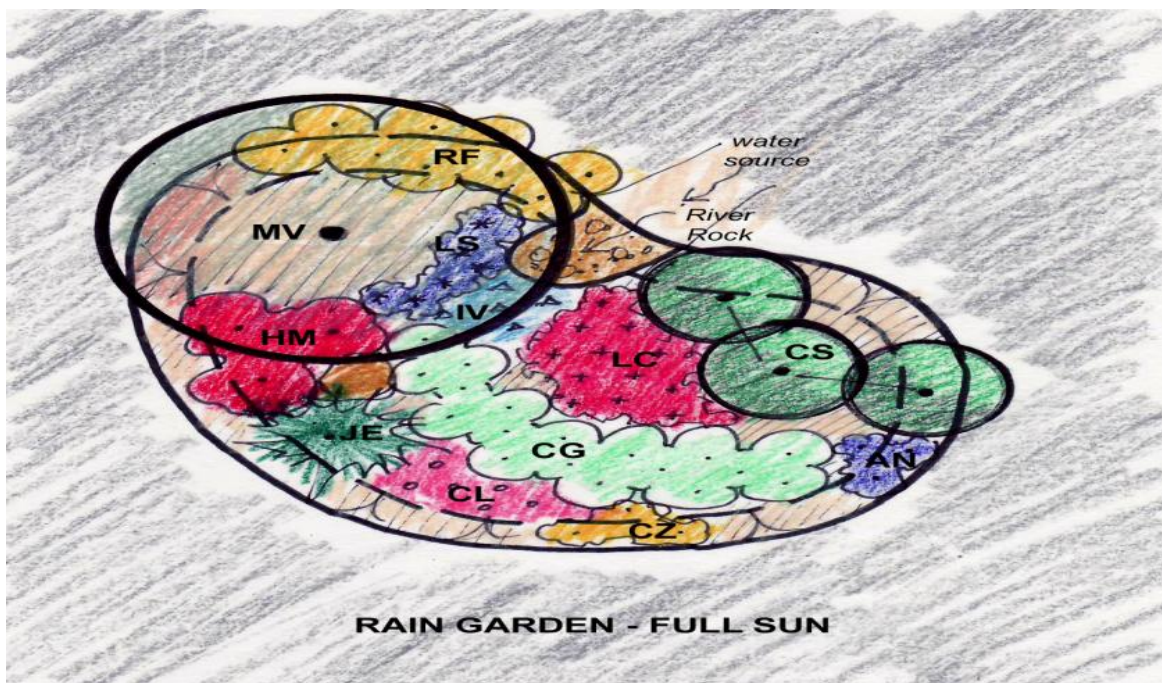 RF
water
source
River
Rock
MV
LS
IV
HM
LC
CS
JE
CG
AN
CL
CZ
RAIN GARDEN - FULL SUN